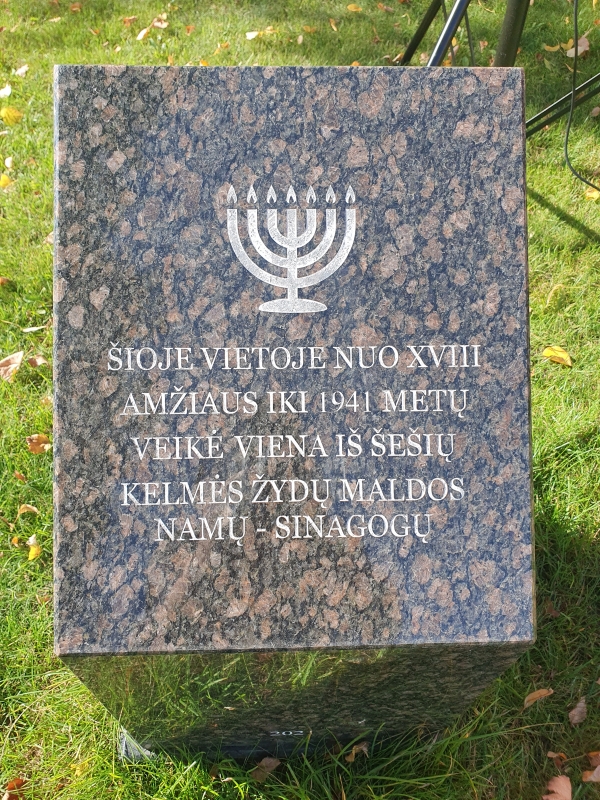 ŠIOJE VIETOJE NUO XVIII
AMŽIAUS IKI 1941 METŲ
VEIKĖ VIENA IŠ ŠEŠIŲ
KELMĖS ŽYDŲ MALDOS
NAMŲ - SINAGOGŲ